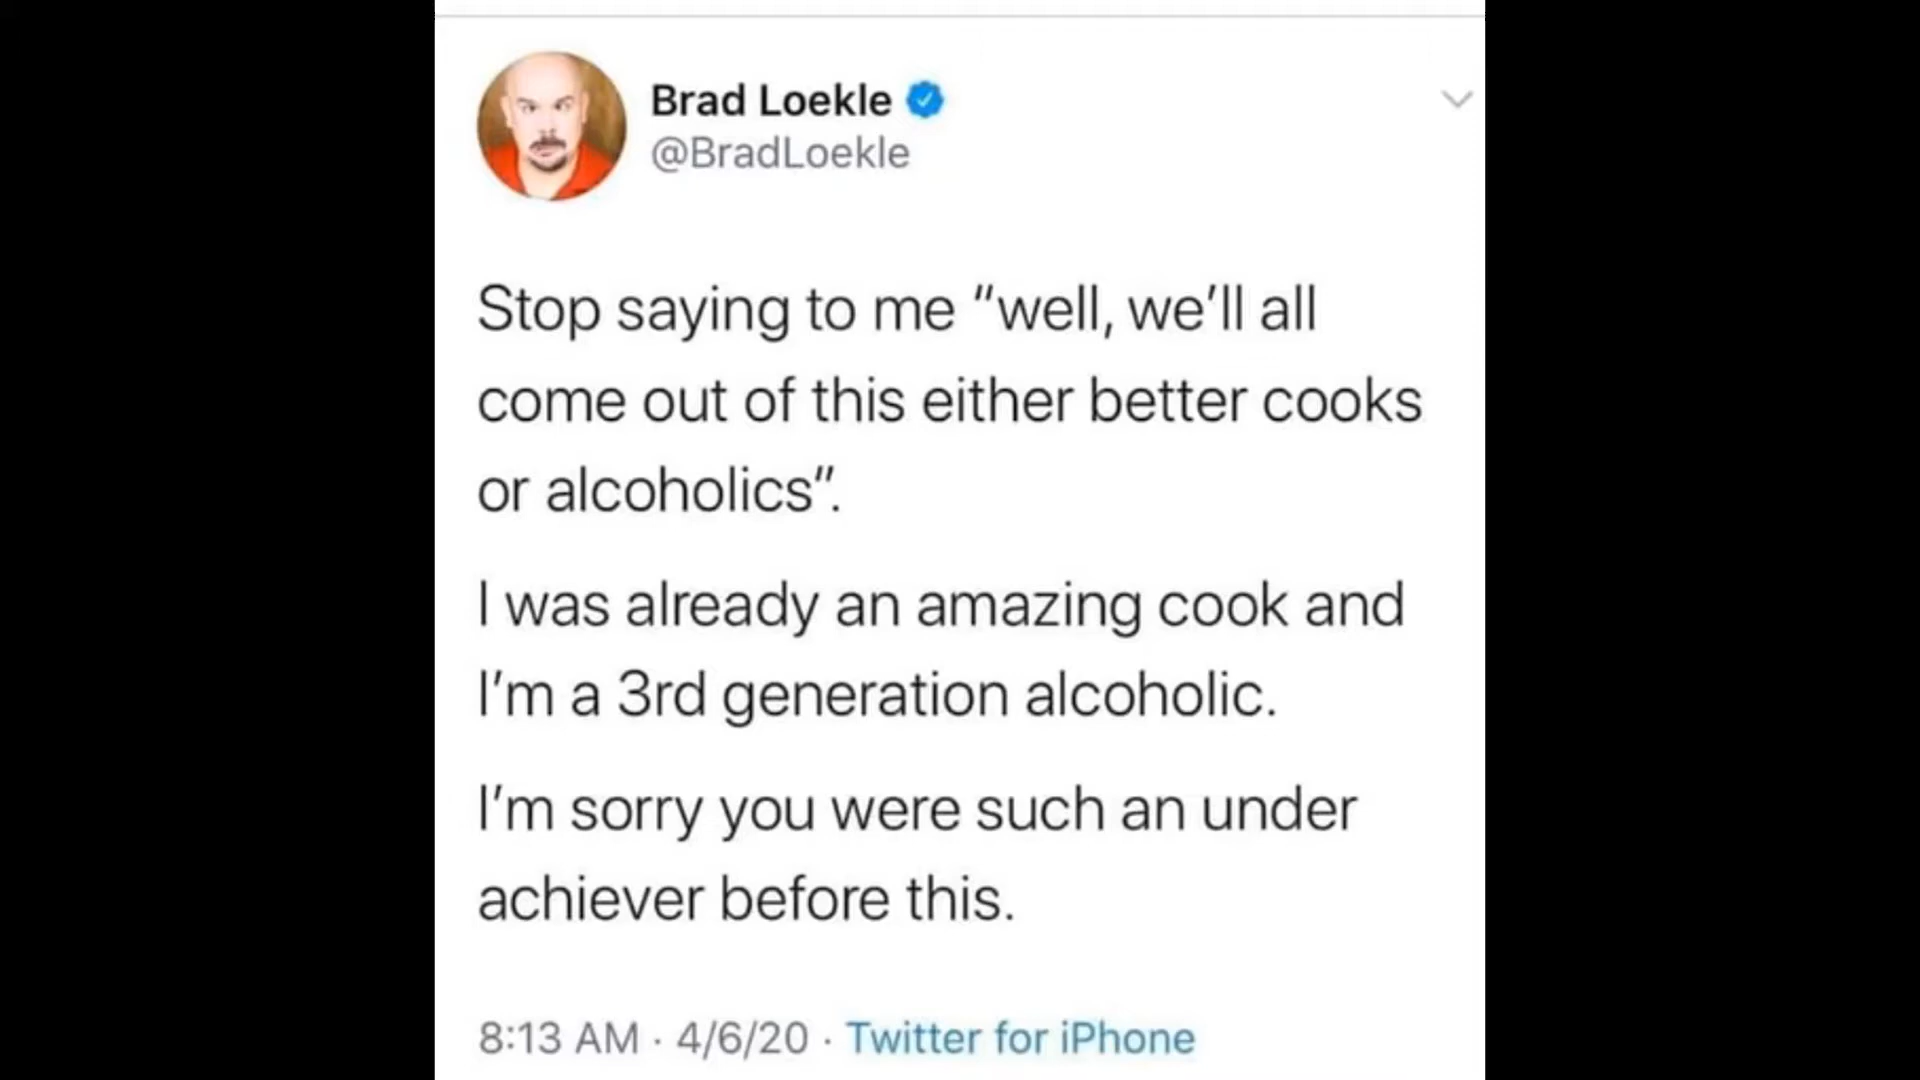 Brad Loekle
@BradLoekle
Stop saying to me “well, we’ll all
come out of this either better cooks
or alcoholics”.
I was already an amazing cook and
I’m a 3rd generation alcoholic.
I’m sorry you were such an under
achiever before this.
8:13 AM · 4/6/20 · Twitter for iPhone